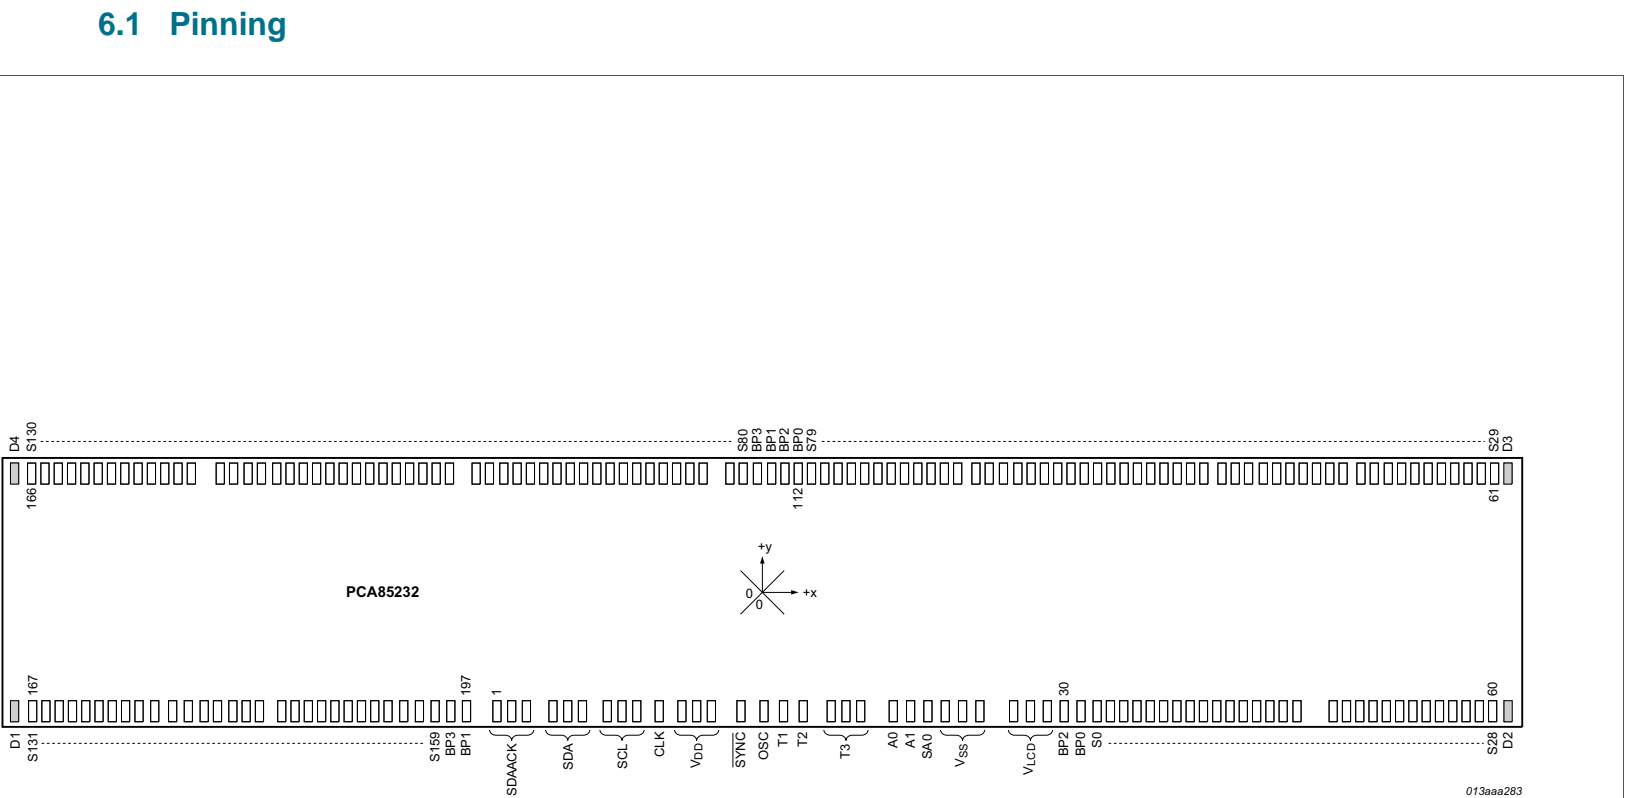 6.1 Pinning
D4
S130
S80
BP3
BP1
BP2
BP0
S79
S29
D3
166
112
61
+y
+x
0
0
PCA85232
167
197
1
30
60
D1
S131
S159
BP3
BP1
SDAACK
SDA
SCL
CLK
VDD
SYNC
OSC
T1
T2
T3
A0
A1
SA0
VSS
VLCD
BP2
BP0
S0
S28
D2
013aaa283